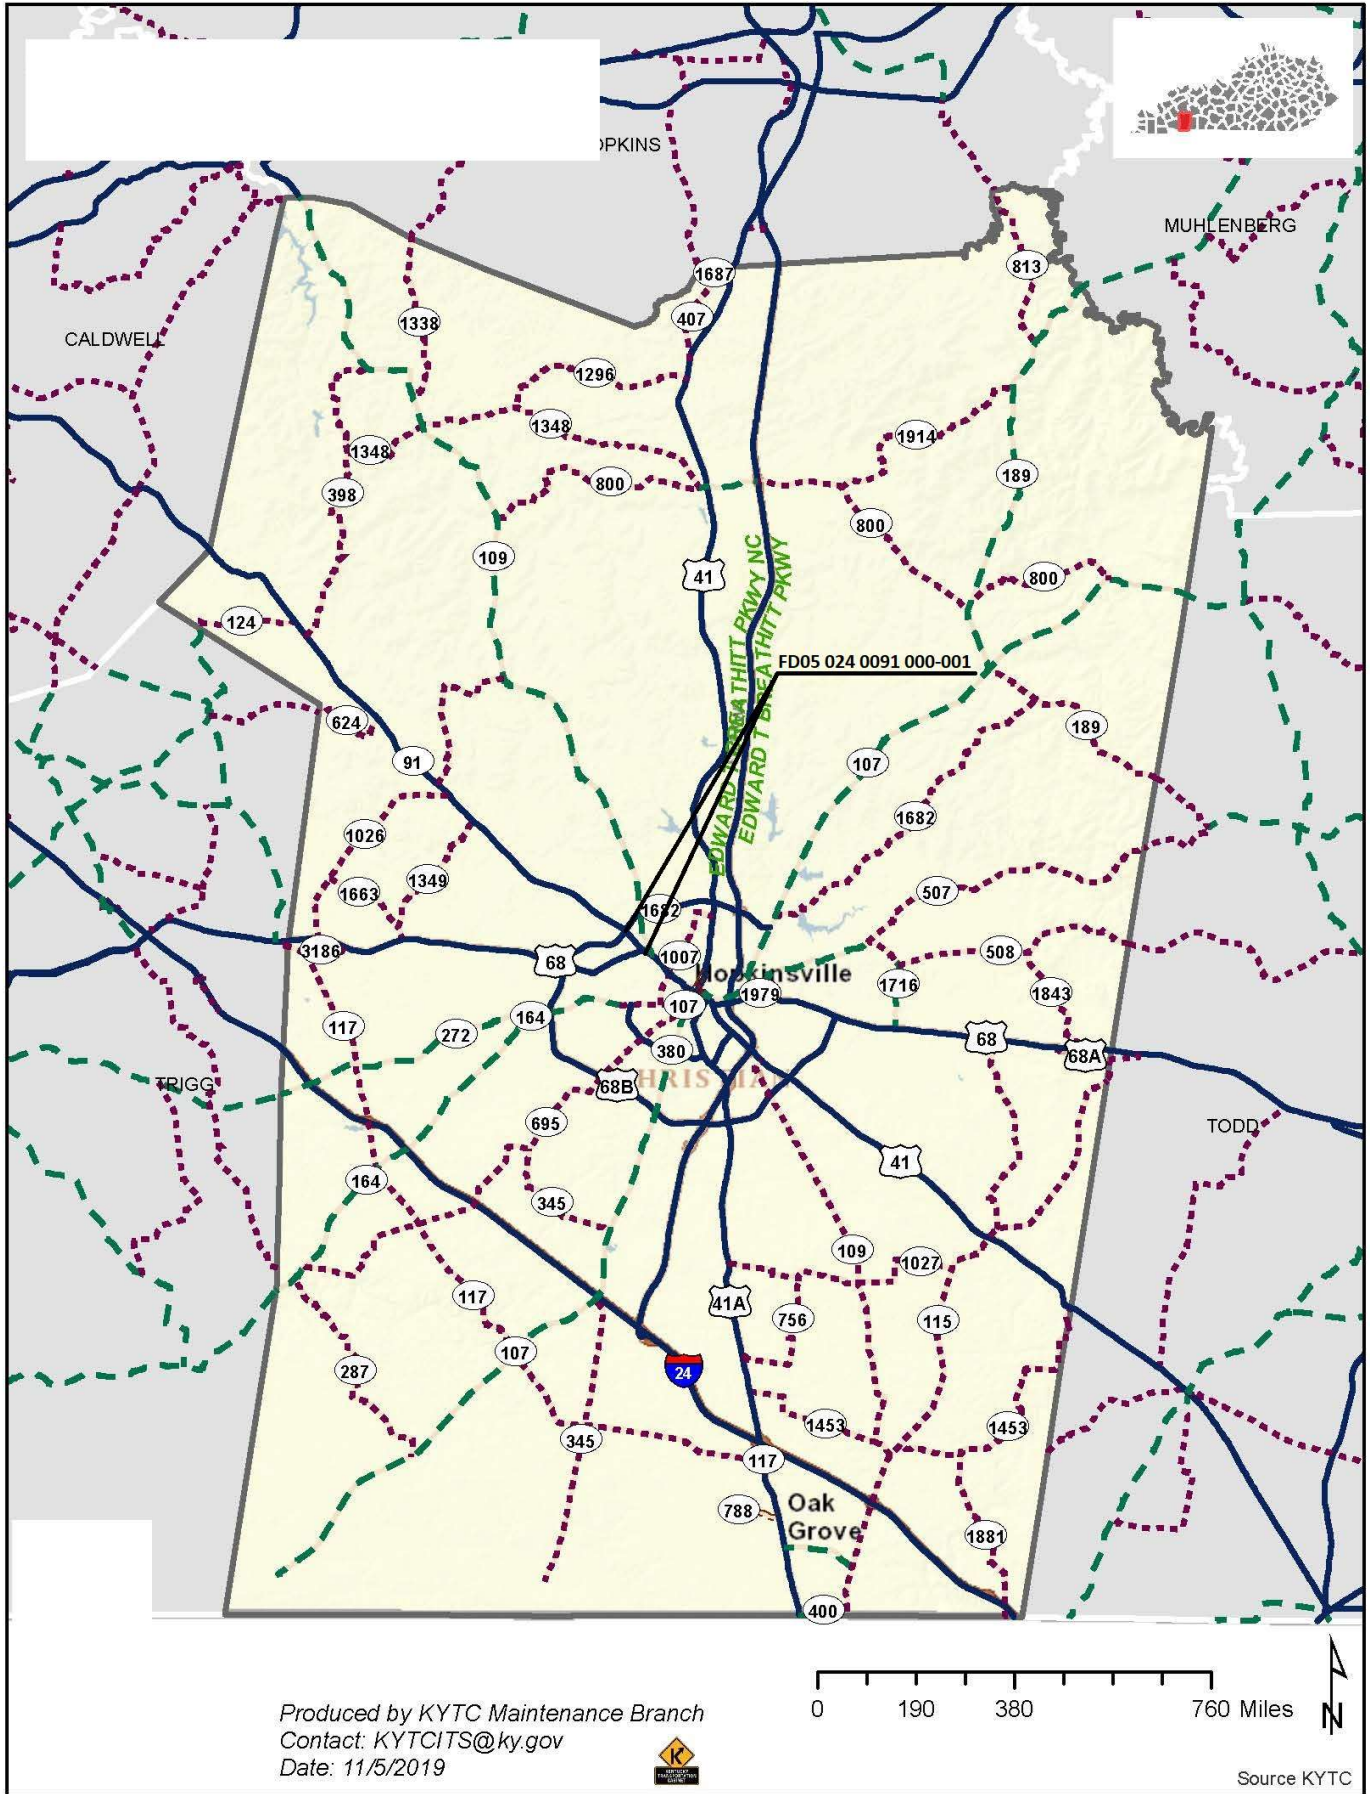 OPKINS
MUHLENBERG
1687
813
407
1338
CALDWELL
1296
1348
1914
1348
189
800
398
800
109
41
800
124
EDWARD T BREATHITT PKWY NC
EDWARD T BREATHITT PKWY
FD05 024 0091 000-001
624
189
91
107
1682
1026
1349
1663
507
1682
3186
68
1007
508
Hopkinsville
1716
1979
1843
107
164
117
272
68
380
68A
TRIGG
68B
695
TODD
41
164
345
109
1027
117
41A
756
115
107
287
24
1453
1453
345
117
788
Oak
Grove
1881
400
0 190 380 760 Miles
N
Produced by KYTC Maintenance Branch
Contact: KYTCITS@ky.gov
Date: 11/5/2019
Source KYTC